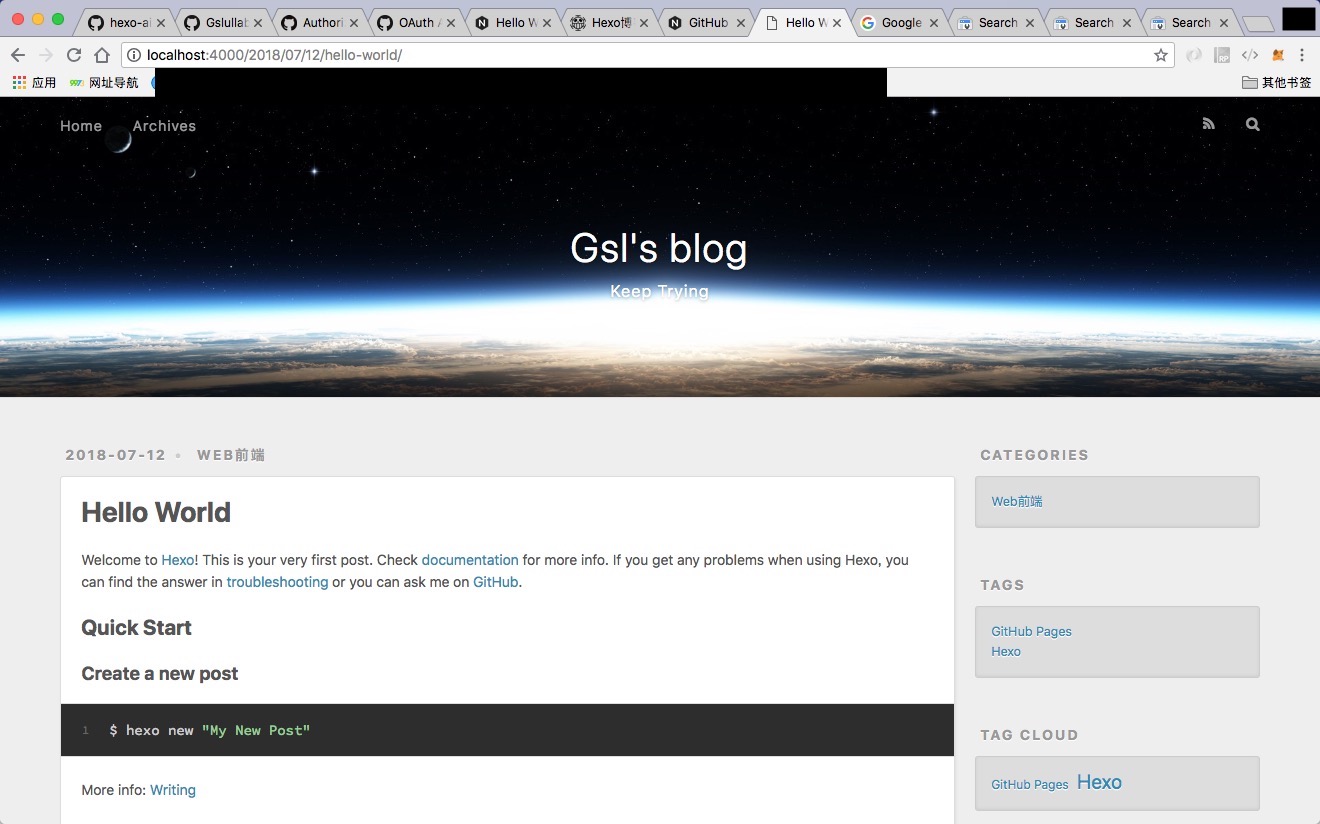 hexo-ai
Gslullab
Authori
OAuth A
Hello W
Hexo博
GitHub
Hello W
Google
Search
Search
Search
localhost:4000/2018/07/12/hello-world/
应用 网址导航 其他书签
Home Archives
Gsl's blog
Keep Trying
2018-07-12 WEB前端
Hello World
Welcome to Hexo! This is your very first post. Check documentation for more info. If you get any problems when using Hexo, you
can find the answer in troubleshooting or you can ask me on GitHub.
Quick Start
Create a new post
1 $ hexo new "My New Post"
More info: Writing
CATEGORIES
Web前端
TAGS
GitHub Pages
Hexo
TAG CLOUD
GitHub Pages Hexo